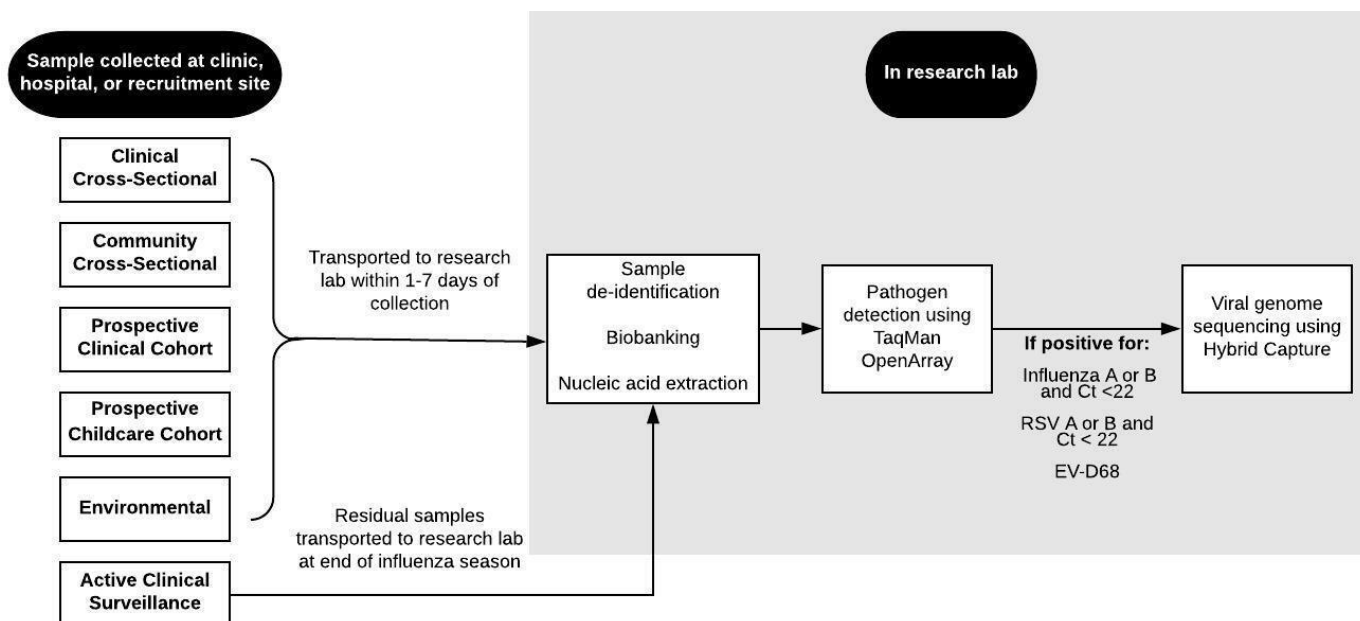 Sample collected at clinic,
hospital, or recruitment site
In research lab
Clinical
Cross-Sectional
Community
Cross-Sectional
Prospective
Clinical Cohort
Prospective
Childcare Cohort
Environmental
Active Clinical
Surveillance
Transported to research
lab within 1-7 days of
collection
Residual samples
transported to research lab
at end of influenza season
Sample
de-identification
Biobanking
Nucleic acid extraction
Pathogen
detection using
TaqMan
OpenArray
If positive for:
Influenza A or B
and Ct <22
RSV A or B and
Ct < 22
EV-D68
Viral genome
sequencing using
Hybrid Capture